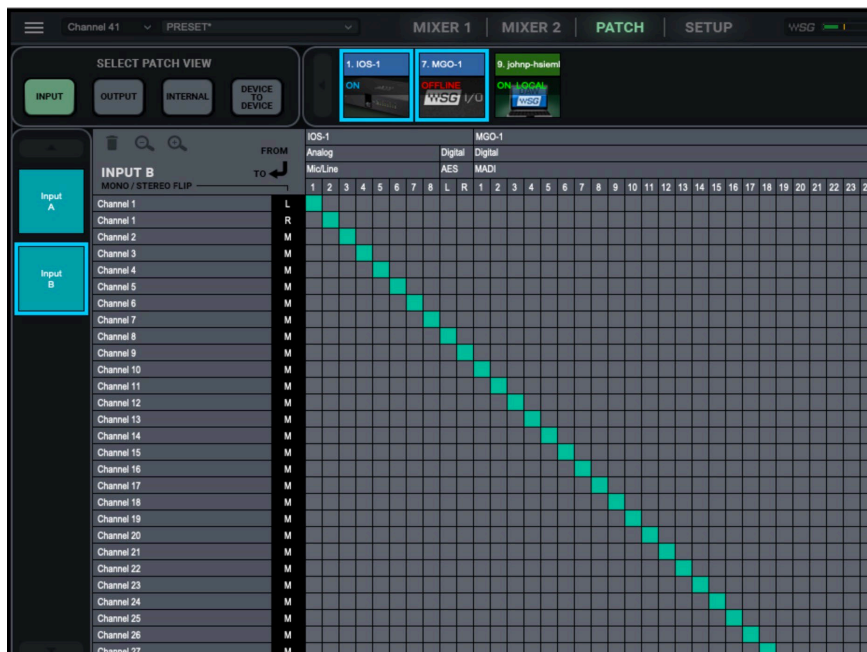 Channel 41 PRESET* MIXER 1 MIXER 2 PATCH SETUP WSG
SELECT PATCH VIEW
INPUT OUTPUT INTERNAL DEVICE TO DEVICE
1. IOS-1
ON
7. MGO-1
OFFLINE
WSG I/O
9. johnp-hsieml
ON LOCAL
WSG
Input A
Input B
FROM
INPUT B TO
MONO / STEREO FLIP
IOS-1 MGO-1
Analog Digital Digital
Mic/Line AES MADI
1 2 3 4 5 6 7 8 L R 1 2 3 4 5 6 7 8 9 10 11 12 13 14 15 16 17 18 19 20 21 22 23
Channel 1 L
Channel 1 R
Channel 2 M
Channel 3 M
Channel 4 M
Channel 5 M
Channel 6 M
Channel 7 M
Channel 8 M
Channel 9 M
Channel 10 M
Channel 11 M
Channel 12 M
Channel 13 M
Channel 14 M
Channel 15 M
Channel 16 M
Channel 17 M
Channel 18 M
Channel 19 M
Channel 20 M
Channel 21 M
Channel 22 M
Channel 23 M
Channel 24 M
Channel 25 M
Channel 26 M
Channel 27 M